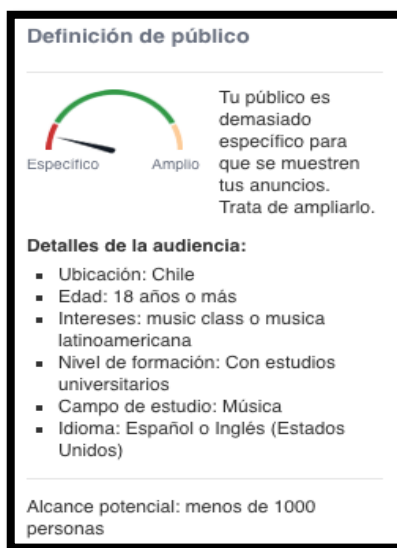 Definición de público
Tu público es
demasiado
específico para
que se muestren
tus anuncios.
Trata de ampliarlo.
Específico
Amplio
Detalles de la audiencia:
▪ Ubicación: Chile
▪ Edad: 18 años o más
▪ Intereses: music class o musica
latinoamericana
▪ Nivel de formación: Con estudios
universitarios
▪ Campo de estudio: Música
▪ Idioma: Español o Inglés (Estados
Unidos)
Alcance potencial: menos de 1000
personas